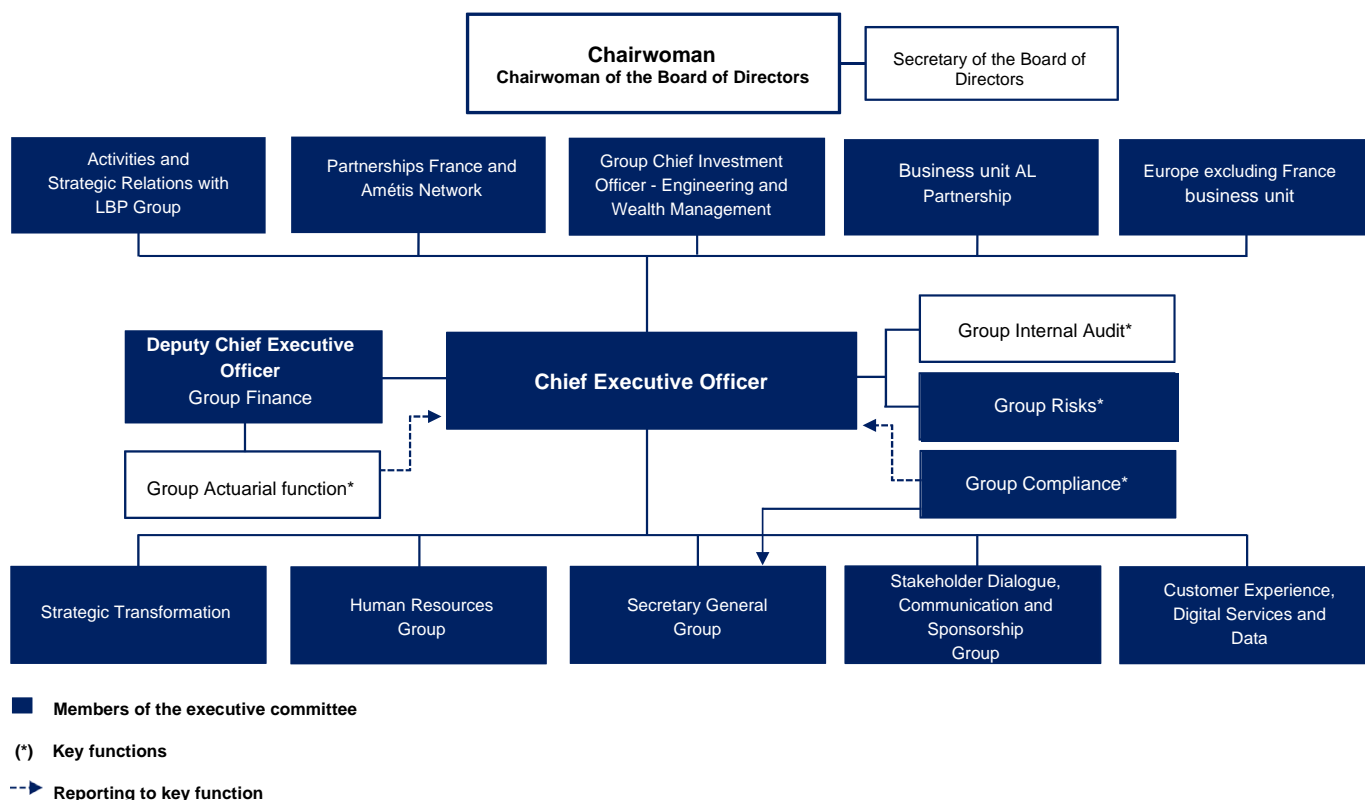 Chairwoman
Chairwoman of the Board of Directors
Secretary of the Board of
Directors
Activities and
Strategic Relations with
LBP Group
Partnerships France and
Amétis Network
Group Chief Investment
Officer - Engineering and
Wealth Management
Business unit AL
Partnership
Europe excluding France
business unit
Deputy Chief Executive
Officer
Group Finance
Chief Executive Officer
Group Internal Audit*
Group Risks*
Group Actuarial function*
Group Compliance*
Strategic Transformation
Human Resources
Group
Secretary General
Group
Stakeholder Dialogue,
Communication and
Sponsorship
Group
Customer Experience,
Digital Services and
Data
Members of the executive committee
(*) Key functions
Reporting to key function